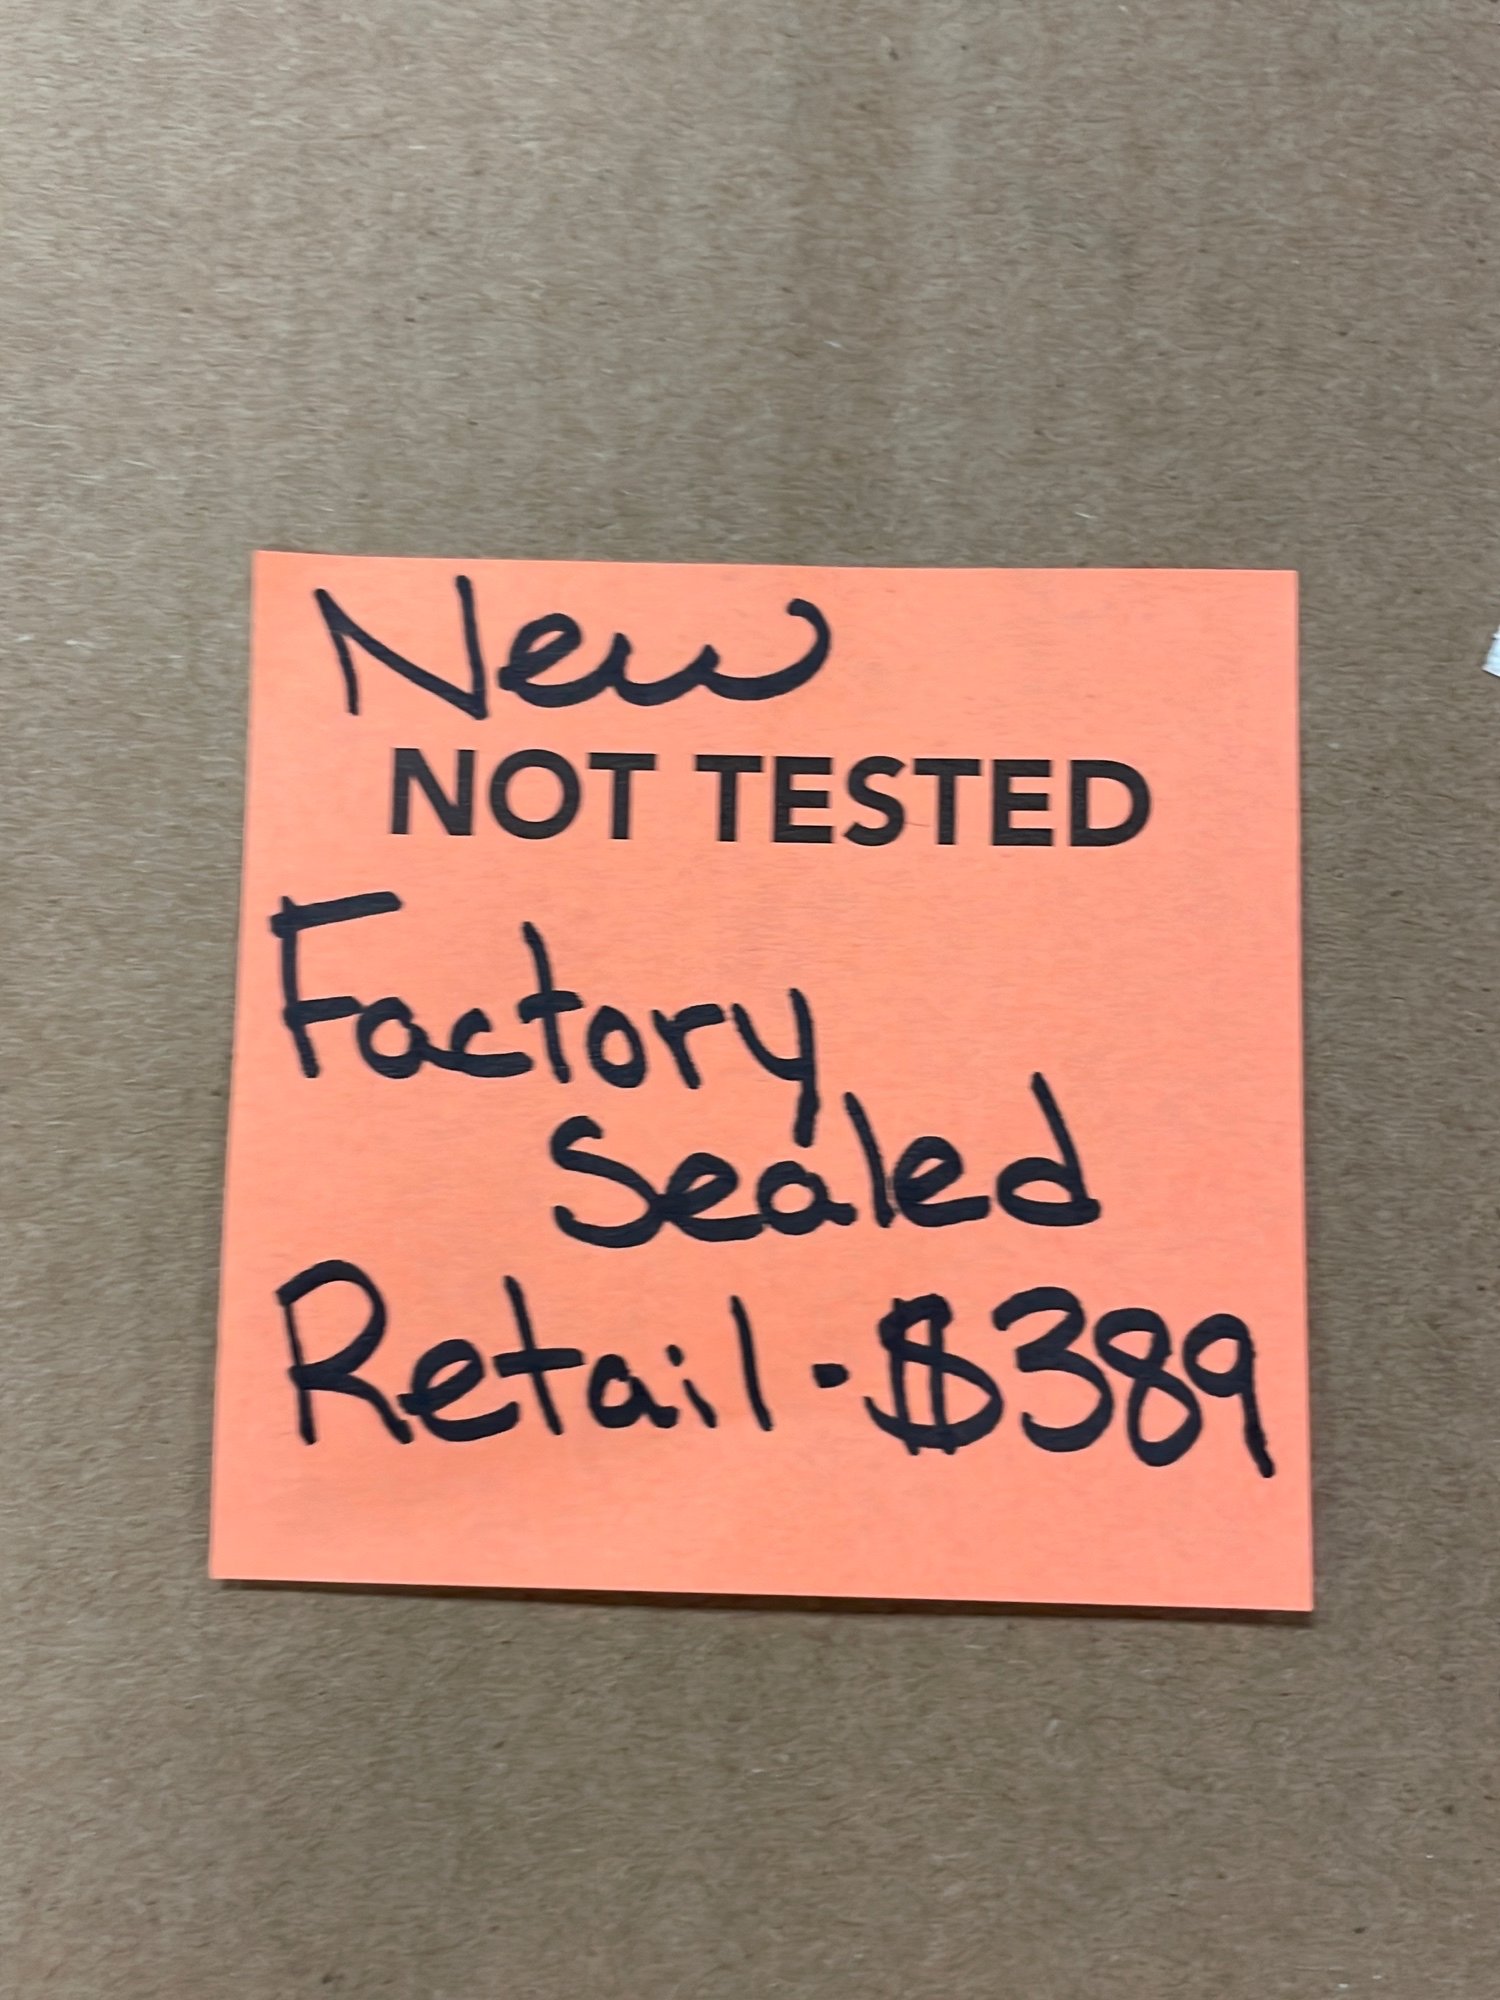 New
NOT TESTED
Factory
Sealed
Retail - $389